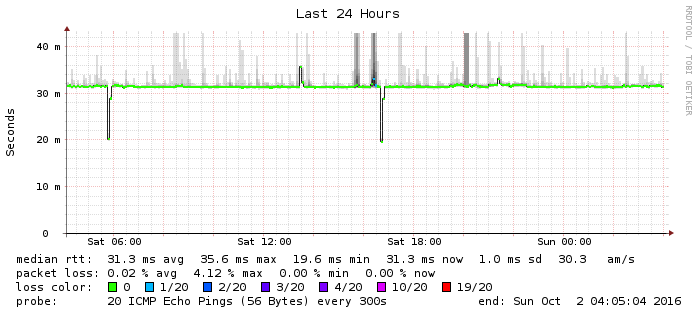 Last 24 Hours
RRDTOOL / TOBI OETIKER
Seconds
40 m
30 m
20 m
10 m
0
Sat 06:00 Sat 12:00 Sat 18:00 Sun 00:00
median rtt: 31.3 ms avg 35.6 ms max 19.6 ms min 31.3 ms now 1.0 ms sd 30.3 am/s
packet loss: 0.02 % avg 4.12 % max 0.00 % min 0.00 % now
loss color: 0 1/20 2/20 3/20 4/20 10/20 19/20
probe: 20 ICMP Echo Pings (56 Bytes) every 300s end: Sun Oct 2 04:05:04 2016